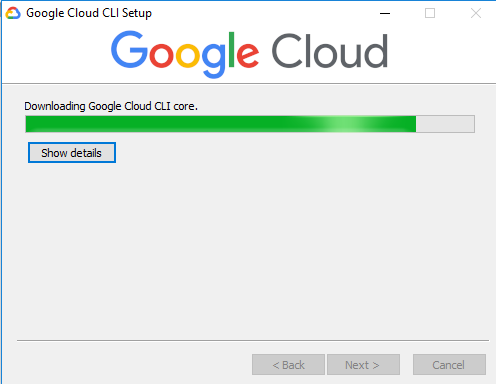 Google Cloud CLI Setup
Google Cloud
Downloading Google Cloud CLI core.
Show details
< Back
Next >
Cancel